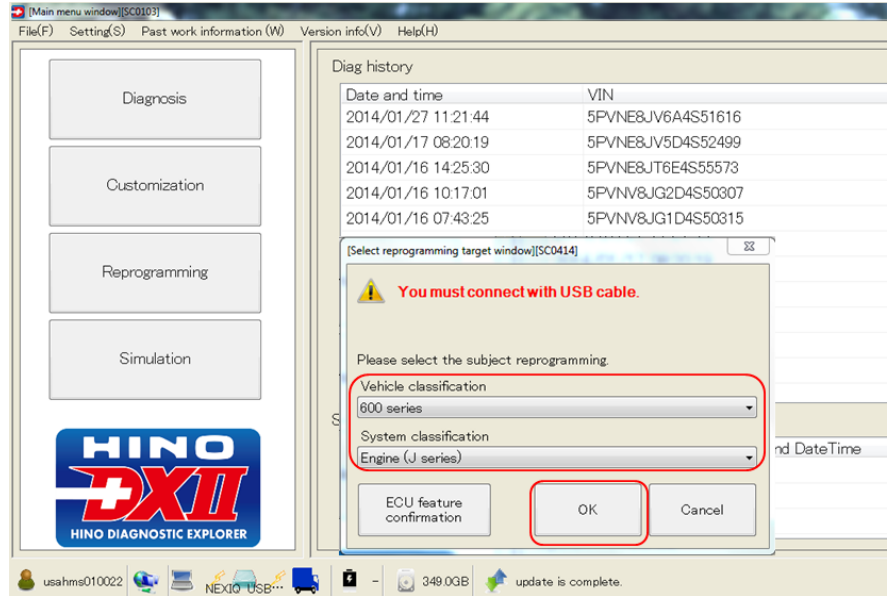 [Main menu window][SC0103]
File(F) Setting(S) Past work information (W) Version info(V) Help(H)
Diagnosis
Customization
Reprogramming
Simulation
HINO
DXII
HINO DIAGNOSTIC EXPLORER
Diag history
Date and time VIN
2014/01/27 11:21:44 5PVNE8JV6A4S51616
2014/01/17 08:20:19 5PVNE8JV5D4S52499
2014/01/16 14:25:30 5PVNE8JT6E4S55573
2014/01/16 10:17:01 5PVNV8JG2D4S50307
2014/01/16 07:43:25 5PVNV8JG1D4S50315
[Select reprogramming target window][SC0414]
You must connect with USB cable.
Please select the subject reprogramming.
Vehicle classification
600 series
System classification
Engine (J series)
ECU feature
confirmation
OK
Cancel
nd DateTime
usahms010022 NEXIQ USB… - 349.0GB update is complete.